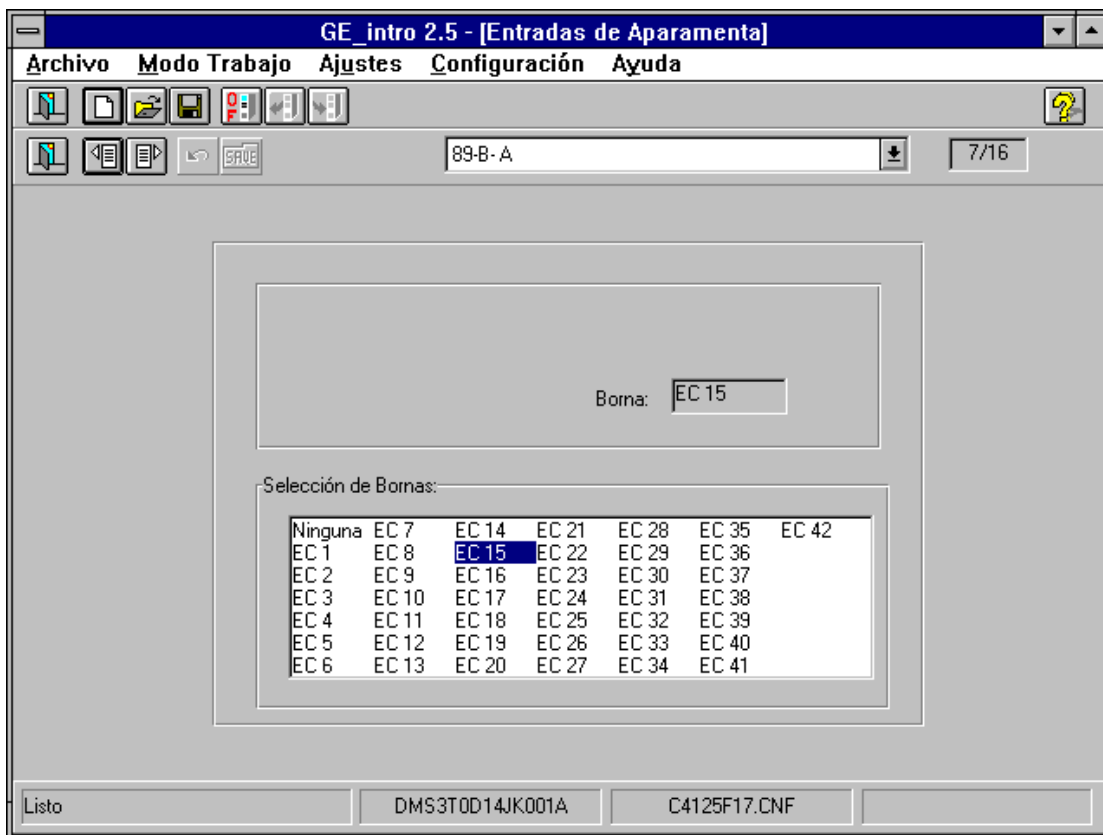 GE_intro 2.5 - [Entradas de Aparamenta]
Archivo Modo Trabajo Ajustes Configuración Ayuda
O
F
SAVE 89-B- A 7/16
Borna: EC 15
Selección de Bornas:
Ninguna EC 7 EC 14 EC 21 EC 28 EC 35 EC 42
EC 1 EC 8 EC 15 EC 22 EC 29 EC 36
EC 2 EC 9 EC 16 EC 23 EC 30 EC 37
EC 3 EC 10 EC 17 EC 24 EC 31 EC 38
EC 4 EC 11 EC 18 EC 25 EC 32 EC 39
EC 5 EC 12 EC 19 EC 26 EC 33 EC 40
EC 6 EC 13 EC 20 EC 27 EC 34 EC 41
Listo DMS3T0D14JK001A C4125F17.CNF